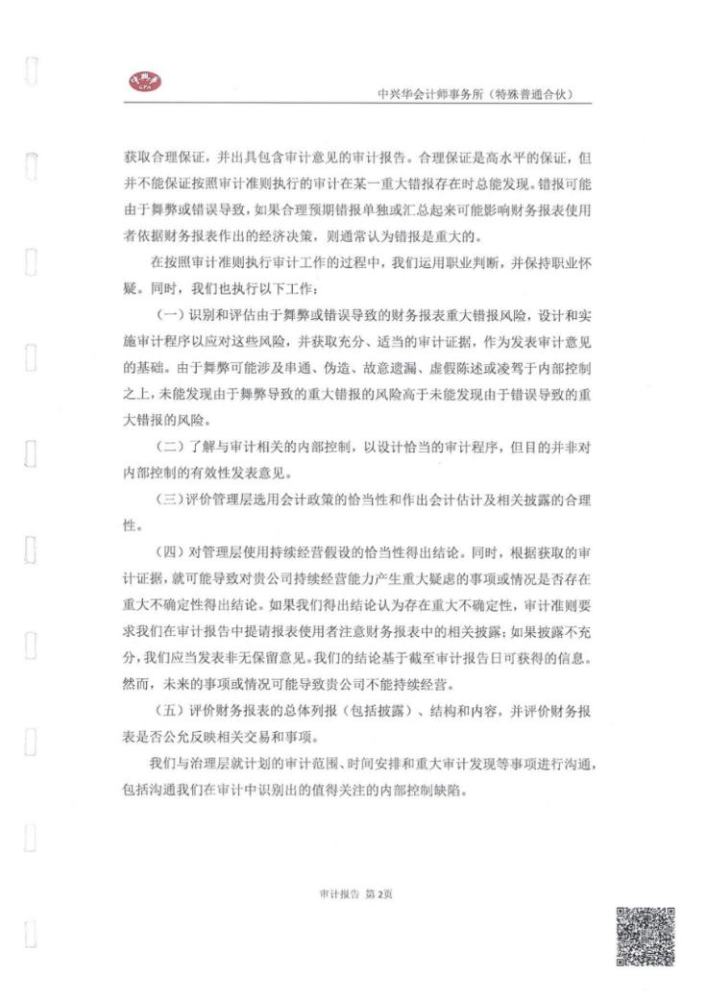 中兴华
CPA
中兴华会计师事务所（特殊普通合伙）
获取合理保证，并出具包含审计意见的审计报告。合理保证是高水平的保证，但
并不能保证按照审计准则执行的审计在某一重大错报存在时总能发现。错报可能
由于舞弊或错误导致，如果合理预期错报单独或汇总起来可能影响财务报表使用
者依据财务报表作出的经济决策，则通常认为错报是重大的。
在按照审计准则执行审计工作的过程中，我们运用职业判断，并保持职业怀
疑。同时，我们也执行以下工作：
（一）识别和评估由于舞弊或错误导致的财务报表重大错报风险，设计和实
施审计程序以应对这些风险，并获取充分、适当的审计证据，作为发表审计意见
的基础。由于舞弊可能涉及串通、伪造、故意遗漏、虚假陈述或凌驾于内部控制
之上，未能发现由于舞弊导致的重大错报的风险高于未能发现由于错误导致的重
大错报的风险。
（二）了解与审计相关的内部控制，以设计恰当的审计程序，但目的并非对
内部控制的有效性发表意见。
（三）评价管理层选用会计政策的恰当性和作出会计估计及相关披露的合理
性。
（四）对管理层使用持续经营假设的恰当性得出结论。同时，根据获取的审
计证据，就可能导致对贵公司持续经营能力产生重大疑虑的事项或情况是否存在
重大不确定性得出结论。如果我们得出结论认为存在重大不确定性，审计准则要
求我们在审计报告中提请报表使用者注意财务报表中的相关披露；如果披露不充
分，我们应当发表非无保留意见。我们的结论基于截至审计报告日可获得的信息。
然而，未来的事项或情况可能导致贵公司不能持续经营。
（五）评价财务报表的总体列报（包括披露）、结构和内容，并评价财务报
表是否公允反映相关交易和事项。
我们与治理层就计划的审计范围、时间安排和重大审计发现等事项进行沟通，
包括沟通我们在审计中识别出的值得关注的内部控制缺陷。
审计报告 第2页